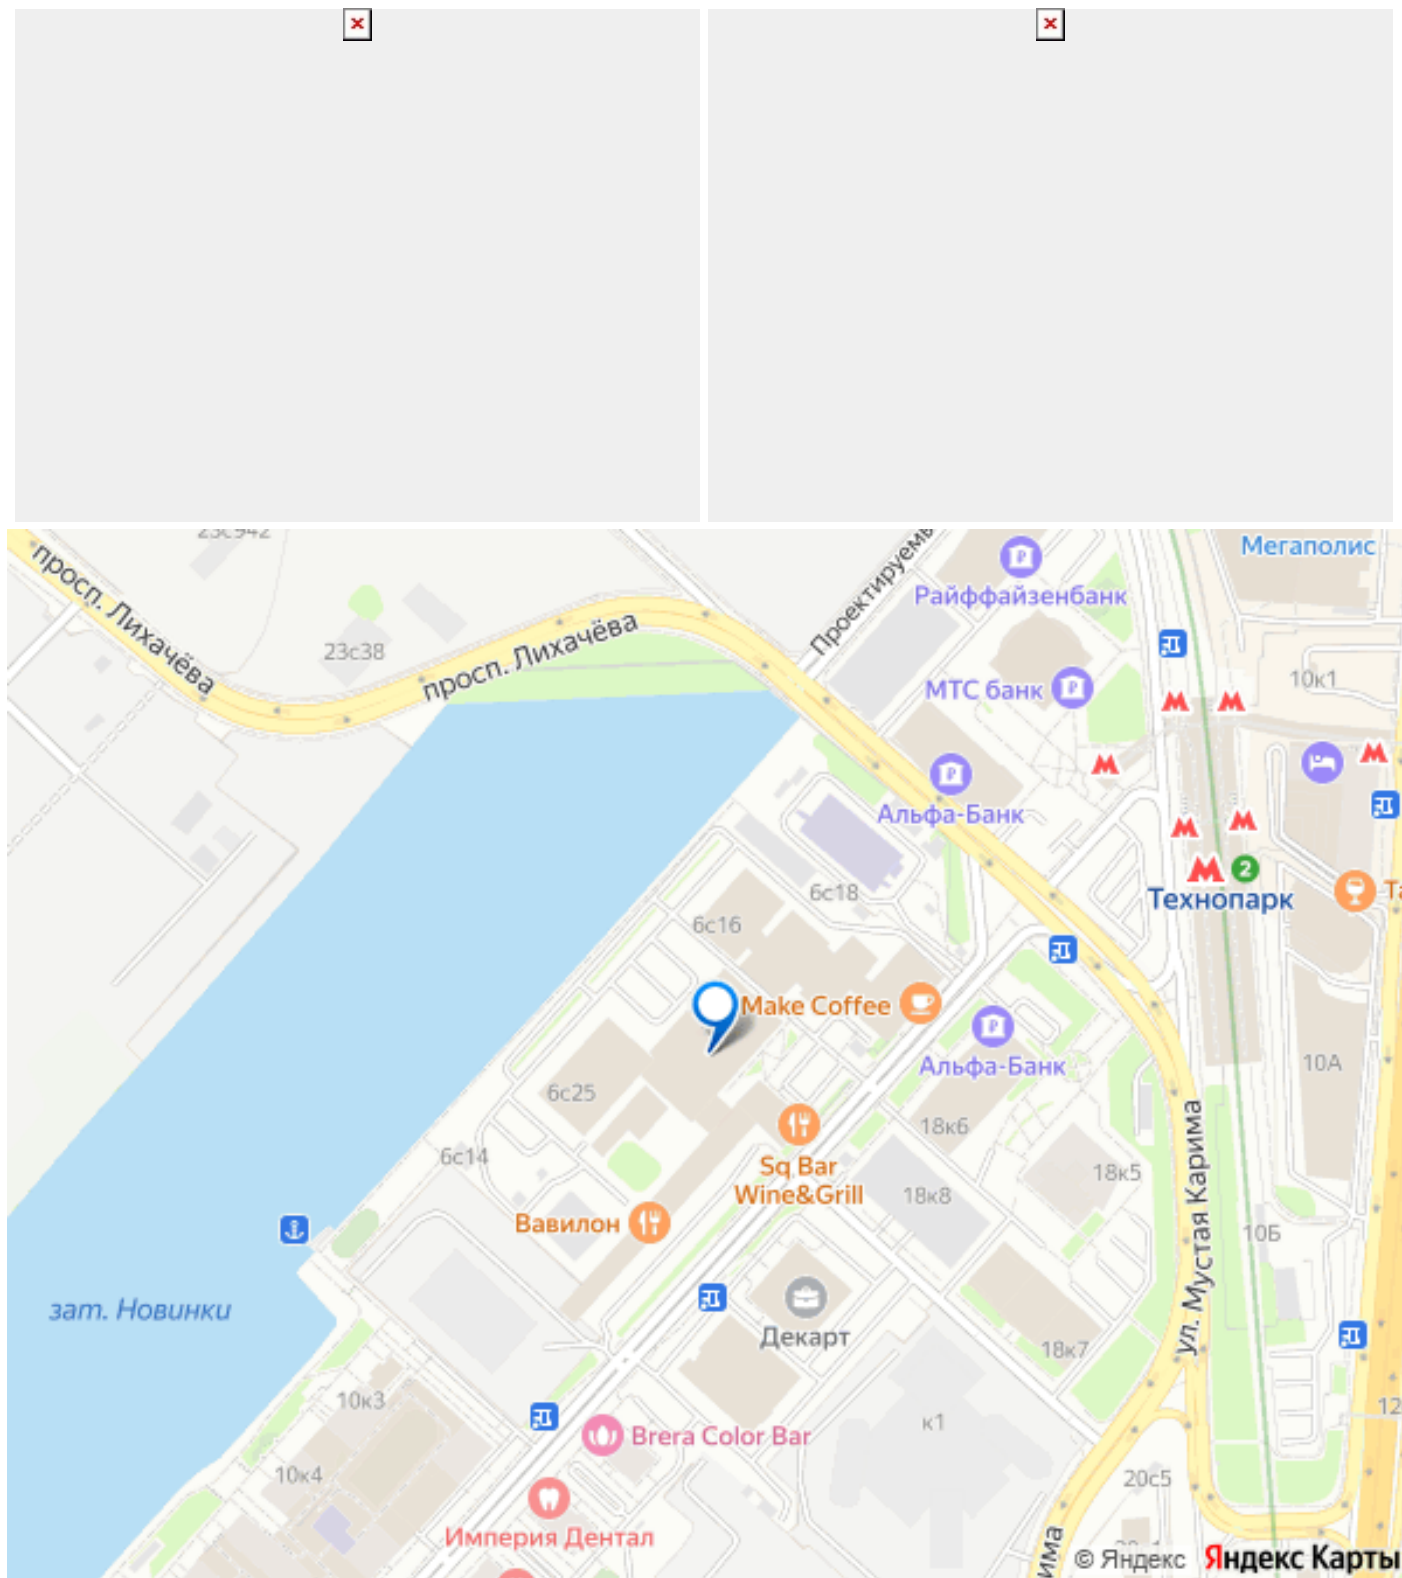 23с942
Мегаполис
просп. Лихачёва
Райффайзенбанк
23с38
просп. Лихачёва
МТС банк
10к1
Альфа-Банк
6с18
2
Технопарк
6с16
Make Coffee
Альфа-Банк
10А
6с25
18к6
6с14
Sq Bar
Wine&Grill
18к8
18к5
Вавилон
10Б
ул. Мустая Карима
зат. Новинки
Декарт
18к7
10к3
к1
Brera Color Bar
10к4
20с5
Империя Дентал
© Яндекс Яндекс Карты